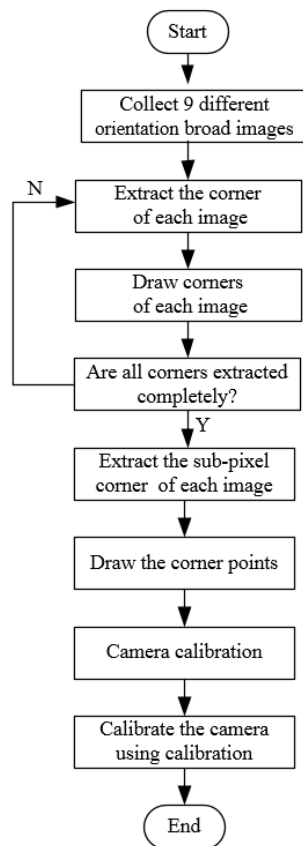 Start
Collect 9 different
orientation broad images
N
Extract the corner
of each image
Draw corners
of each image
Are all corners extracted
completely?
Y
Extract the sub-pixel
corner of each image
Draw the corner points
Camera calibration
Calibrate the camera
using calibration
End